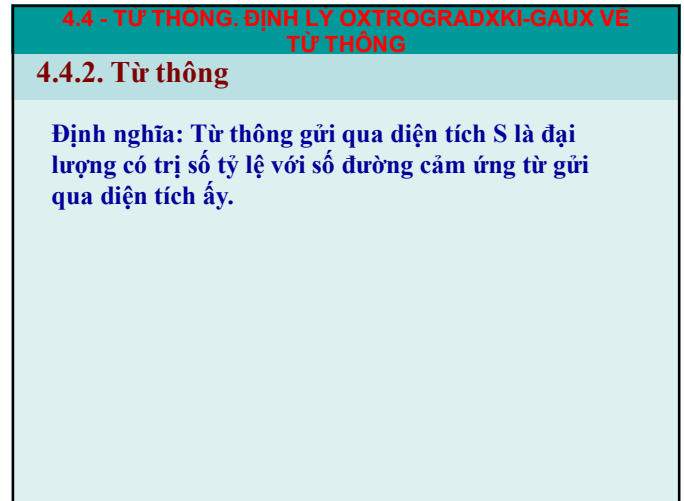 4.4 - TỪ THÔNG. ĐỊNH LÝ OXTROGRADXKI-GAUX VỀ
TỪ THÔNG
4.4.2. Từ thông
Định nghĩa: Từ thông gửi qua diện tích S là đại
lượng có trị số tỷ lệ với số đường cảm ứng từ gửi
qua diện tích ấy.